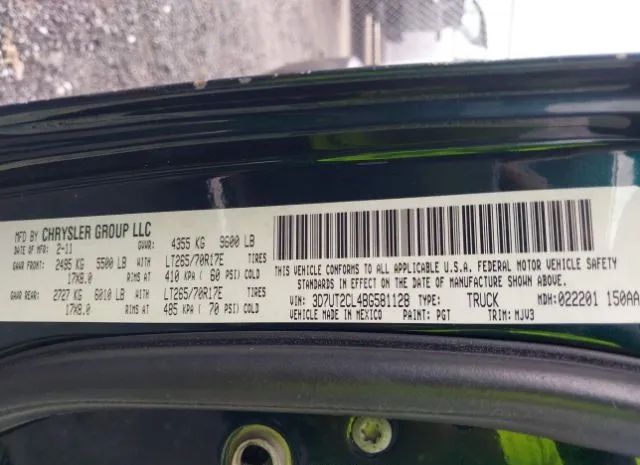 MFD BY CHRYSLER GROUP LLC
DATE OF MFR: 2-11 GVWR: 4355 KG 9600 LB
GAWR FRONT: 2495 KG 5500 LB WITH LT265/70R17E TIRES
17X8.0 RIMS AT 410 KPA ( 60 PSI) COLD
GAWR REAR: 2727 KG 6010 LB WITH LT265/70R17E TIRES
17X8.0 RIMS AT 485 KPA ( 70 PSI) COLD
THIS VEHICLE CONFORMS TO ALL APPLICABLE U.S.A. FEDERAL MOTOR VEHICLE SAFETY
STANDARDS IN EFFECT ON THE DATE OF MANUFACTURE SHOWN ABOVE.
VIN: 3D7UT2CL4BG581128 TYPE: TRUCK MDH:022201 150AA
VEHICLE MADE IN MEXICO PAINT: PGT TRIM: MJV3